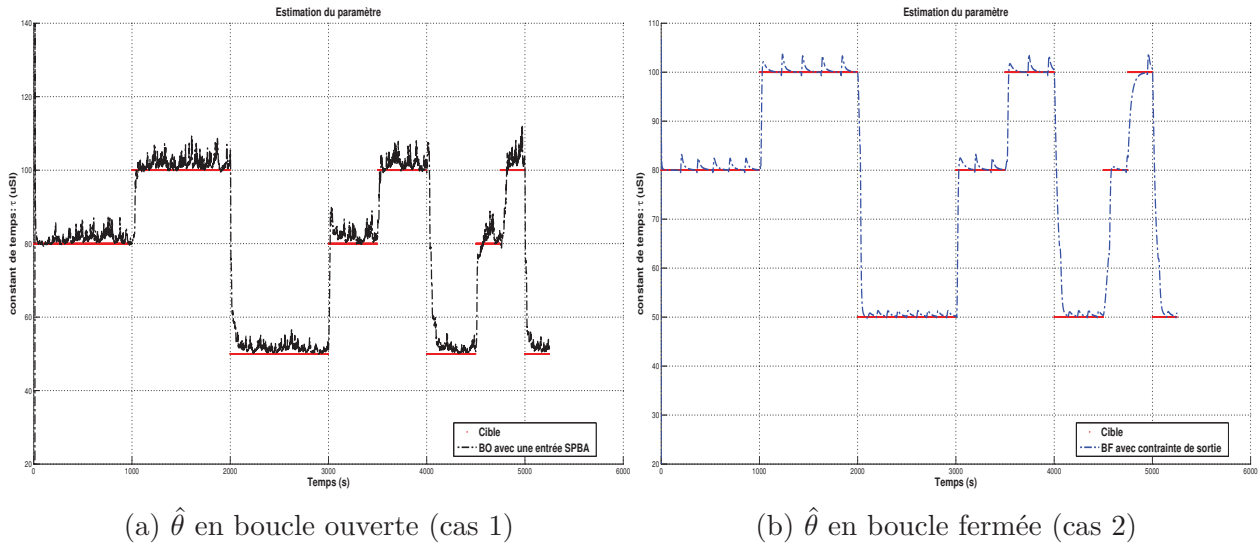 Estimation du paramètre
140
120
100
80
60
40
20
constant de temps: τ (uSI)
0
1000
2000
3000
4000
5000
6000
Temps (s)
Cible
BO avec une entrée SPBA
(a) θ̂ en boucle ouverte (cas 1)
Estimation du paramètre
110
100
90
80
70
60
50
40
30
20
constant de temps: τ (uSI)
0
1000
2000
3000
4000
5000
6000
Temps (s)
Cible
BF avec contrainte de sortie
(b) θ̂ en boucle fermée (cas 2)